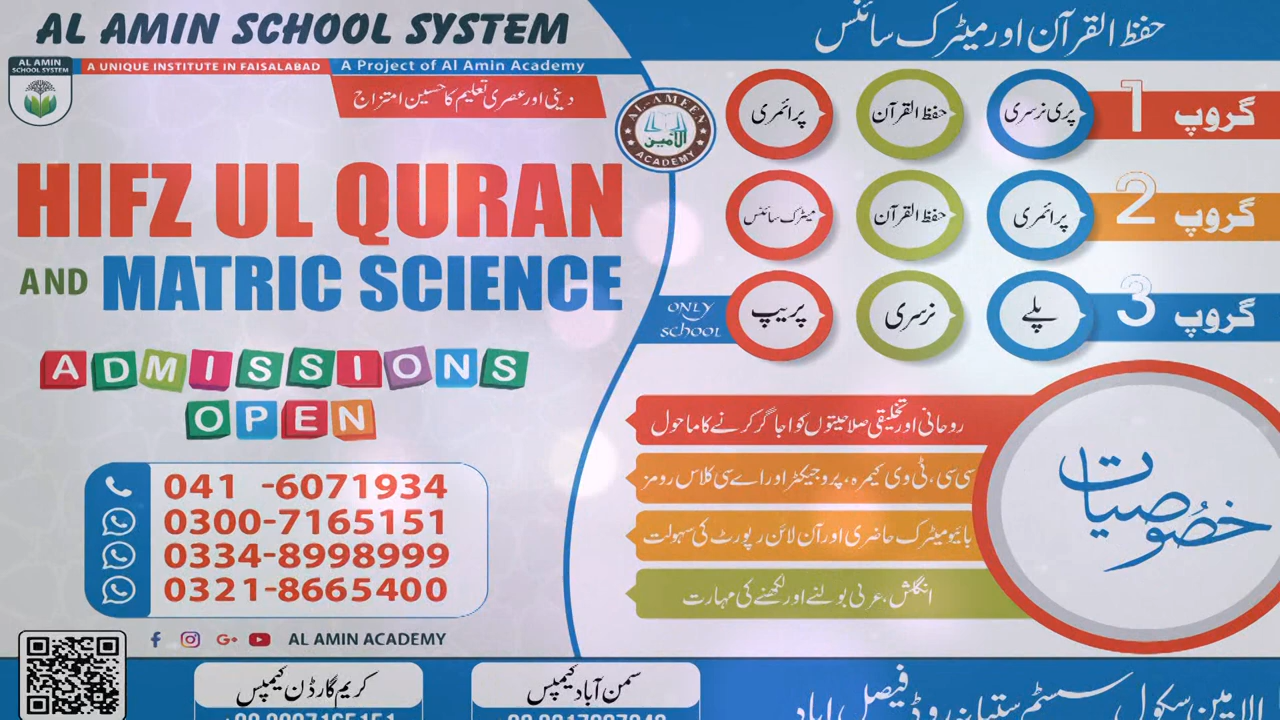 AL AMIN SCHOOL SYSTEM
AL AMIN
SCHOOL SYSTEM
A UNIQUE INSTITUTE IN FAISALABAD
A Project of Al Amin Academy
دینی اور عصری تعلیم کا حسین امتزاج
AL-AMEEN
الأمین
ACADEMY
HIFZ UL QURAN
AND MATRIC SCIENCE
ADMISSIONS
OPEN
041 -6071934
0300-7165151
0334-8998999
0321-8665400
AL AMIN ACADEMY
حفظ القرآن اور میٹرک سائنس
گروپ 1
پری نرسری
حفظ القرآن
پرائمری
گروپ 2
پرائمری
حفظ القرآن
میٹرک سائنس
گروپ 3
پلے
نرسری
پریپ
ONLY
SCHOOL
خصُوصیات
روحانی اور تخلیقی صلاحیتوں کو اجاگر کرنے کا ماحول
سی سی، ٹی وی کیمرہ، پروجیکٹر اور اے سی کلاس رومز
بائیو میٹرک حاضری اور آن لائن رپورٹ کی سہولت
انگلش، عربی بولنے اور لکھنے کی مہارت
الامین سکول سسٹم ستیانہ روڈ فیصل آباد
سمن آباد کیمپس
کریم گارڈن کیمپس